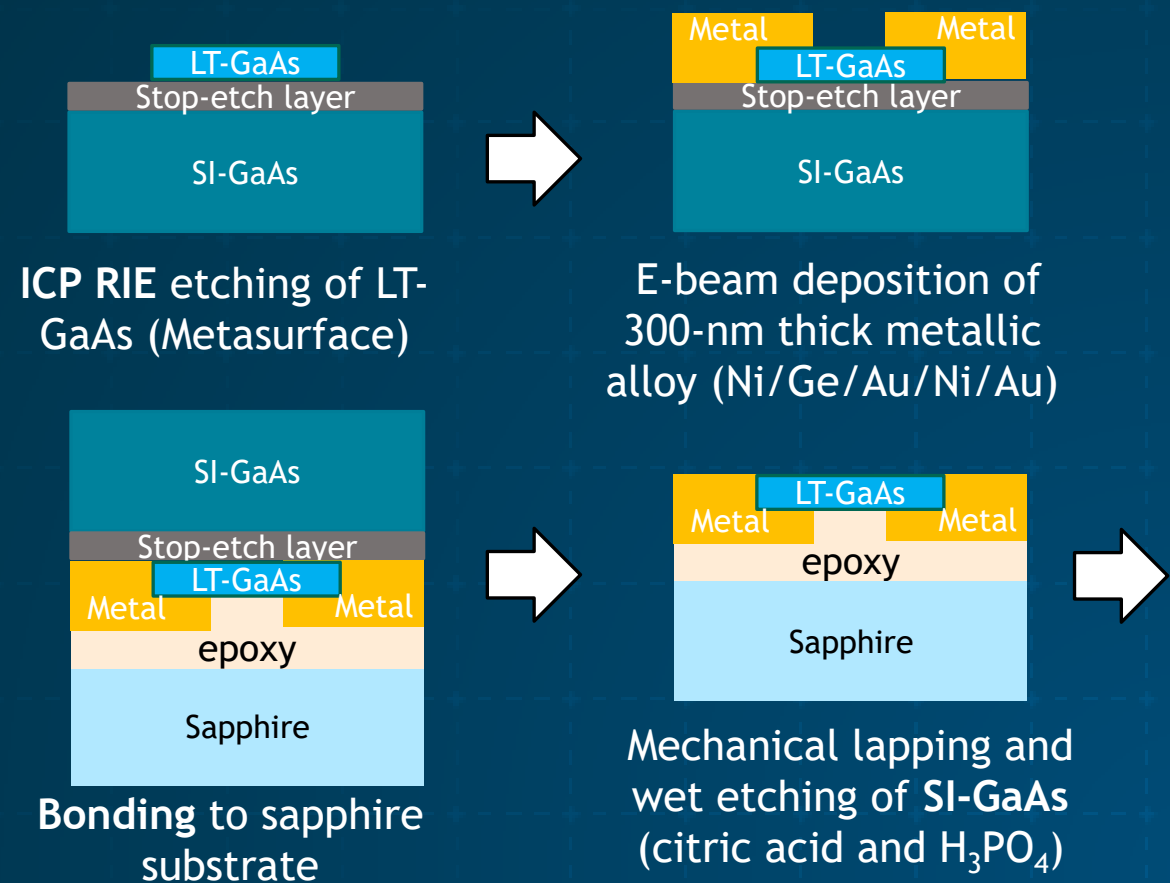 LT-GaAs
Stop-etch layer
SI-GaAs
ICP RIE etching of LT-
GaAs (Metasurface)
Metal
Metal
LT-GaAs
Stop-etch layer
SI-GaAs
E-beam deposition of
300-nm thick metallic
alloy (Ni/Ge/Au/Ni/Au)
SI-GaAs
Stop-etch layer
LT-GaAs
Metal
Metal
epoxy
Sapphire
Bonding to sapphire
substrate
LT-GaAs
Metal
Metal
epoxy
Sapphire
Mechanical lapping and
wet etching of SI-GaAs
(citric acid and H₃PO₄)